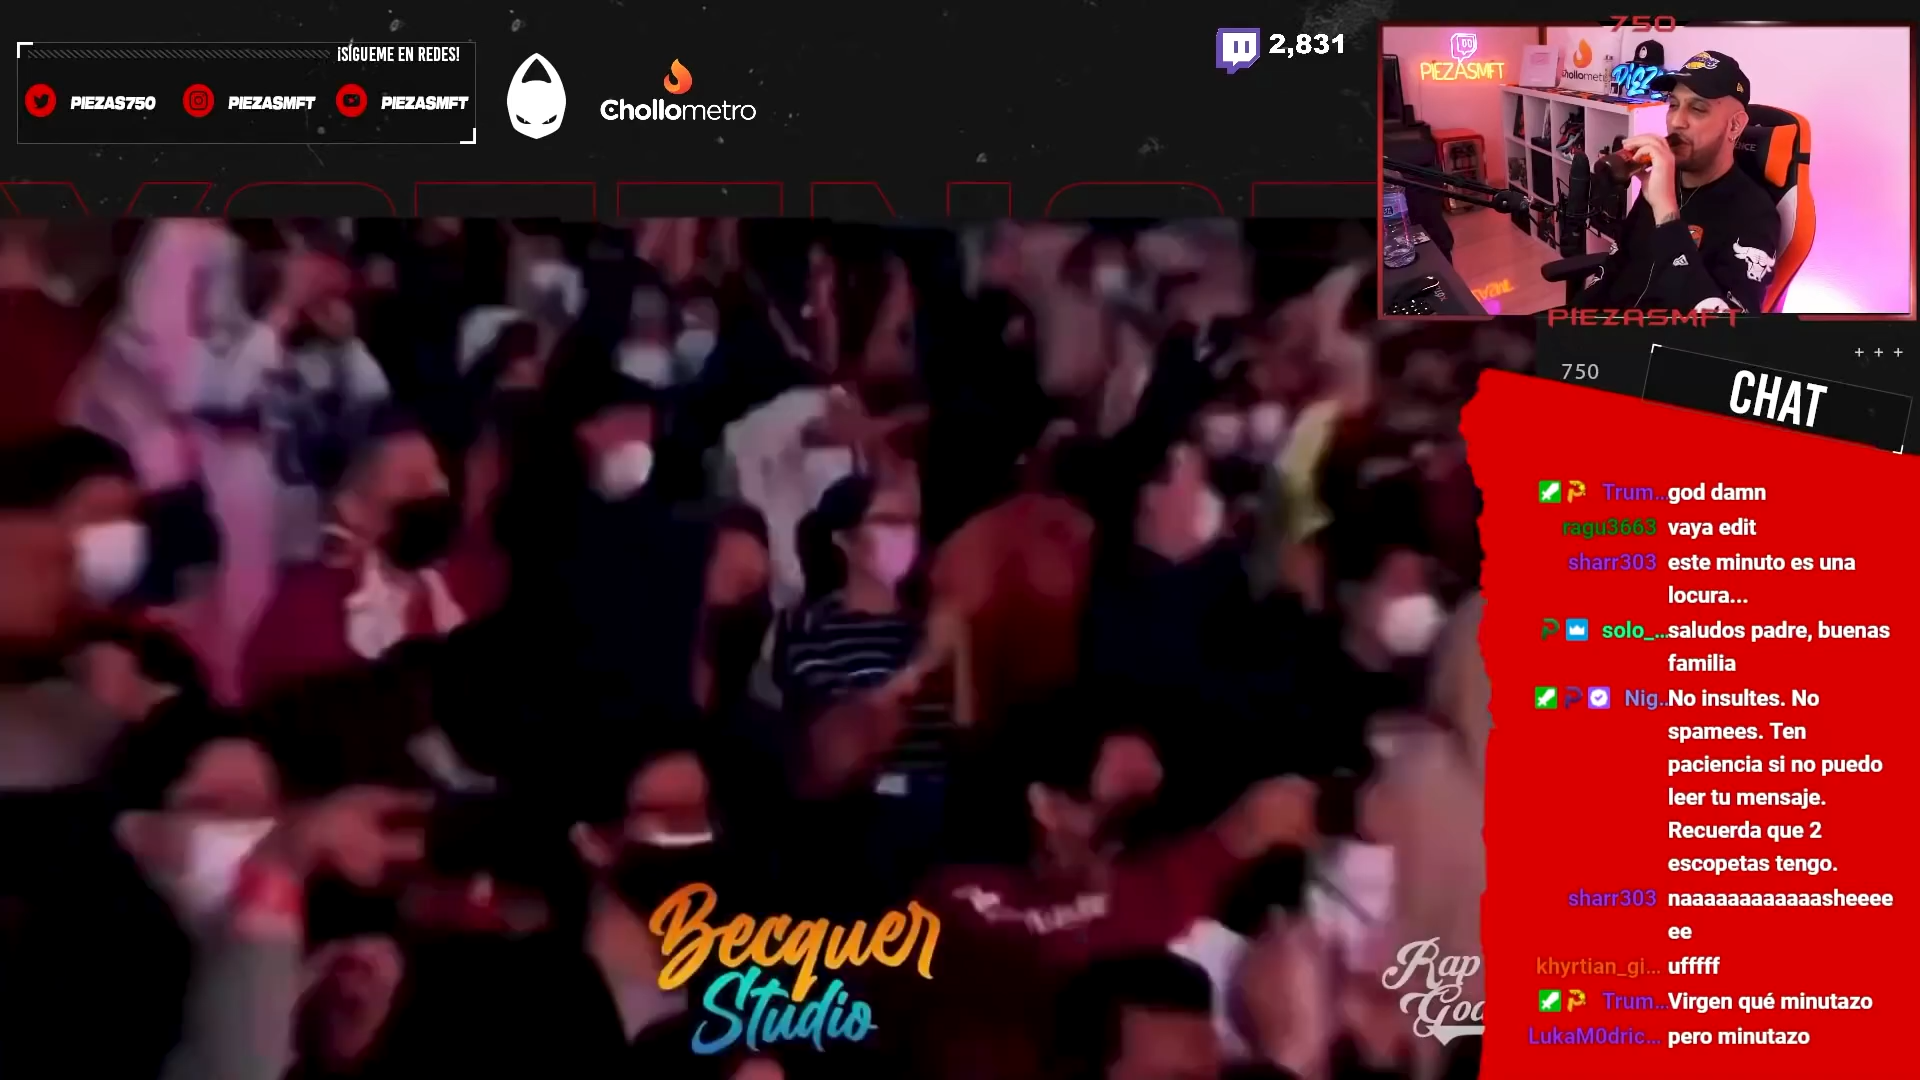 ¡SÍGUEME EN REDES!
PIEZAS750
PIEZASMFT
PIEZASMFT
Chollometro
2,831
750
PIEZASMFT
chollomet
PIEZASMFT
750
CHAT
Trum... god damn
ragu3663 vaya edit
sharr303 este minuto es una
locura...
solo_... saludos padre, buenas
familia
Nig... No insultes. No
spamees. Ten
paciencia si no puedo
leer tu mensaje.
Recuerda que 2
escopetas tengo.
sharr303 naaaaaaaaaaaasheeee
ee
khyrtian_gi... ufffff
Trum... Virgen qué minutazo
LukaM0dric... pero minutazo
Becquer
Studio
Rap
God